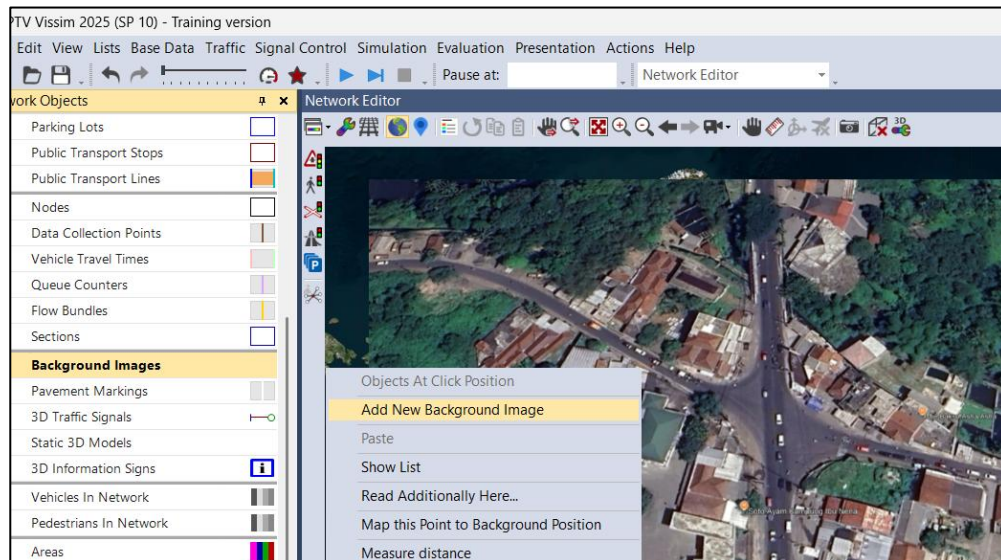 PTV Vissim 2025 (SP 10) - Training version
Edit View Lists Base Data Traffic Signal Control Simulation Evaluation Presentation Actions Help
Pause at:
Network Editor
work Objects
Network Editor
Parking Lots
Public Transport Stops
Public Transport Lines
Nodes
Data Collection Points
Vehicle Travel Times
Queue Counters
Flow Bundles
Sections
Background Images
Pavement Markings
3D Traffic Signals
Static 3D Models
3D Information Signs
Vehicles In Network
Pedestrians In Network
Areas
3D
P
i
Objects At Click Position
Add New Background Image
Paste
Show List
Read Additionally Here...
Map this Point to Background Position
Measure distance